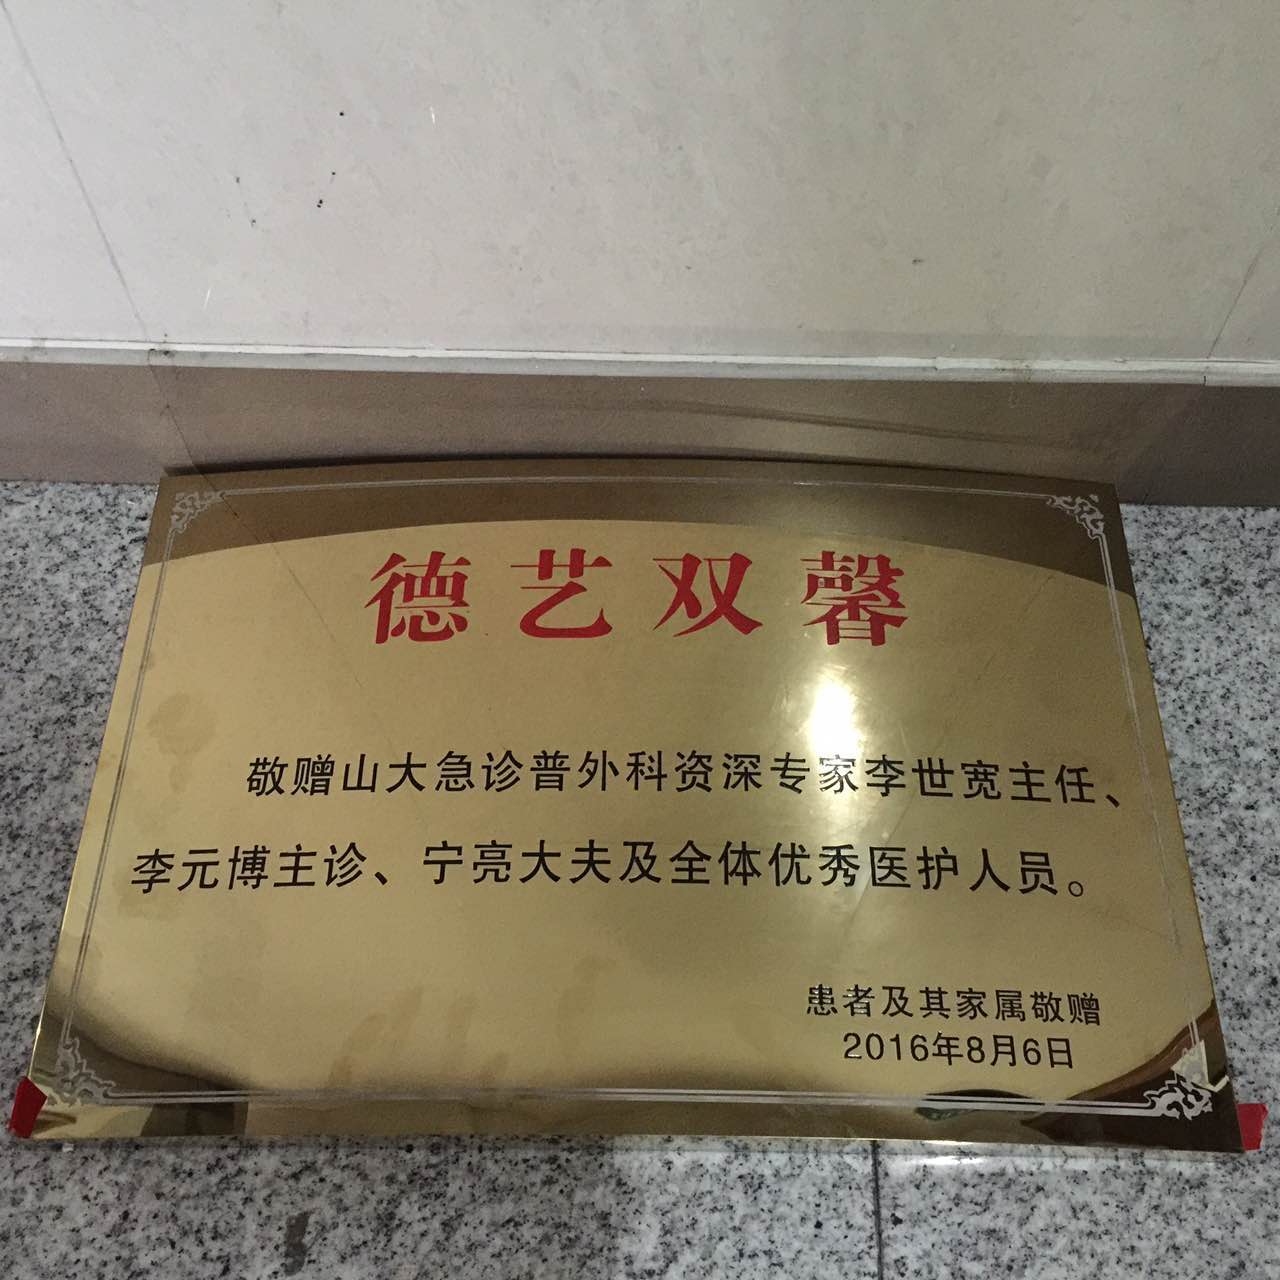 德艺双馨
敬赠山大急诊普外科资深专家李世宽主任、
李元博主诊、宁亮大夫及全体优秀医护人员。
患者及其家属敬赠
2016年8月6日